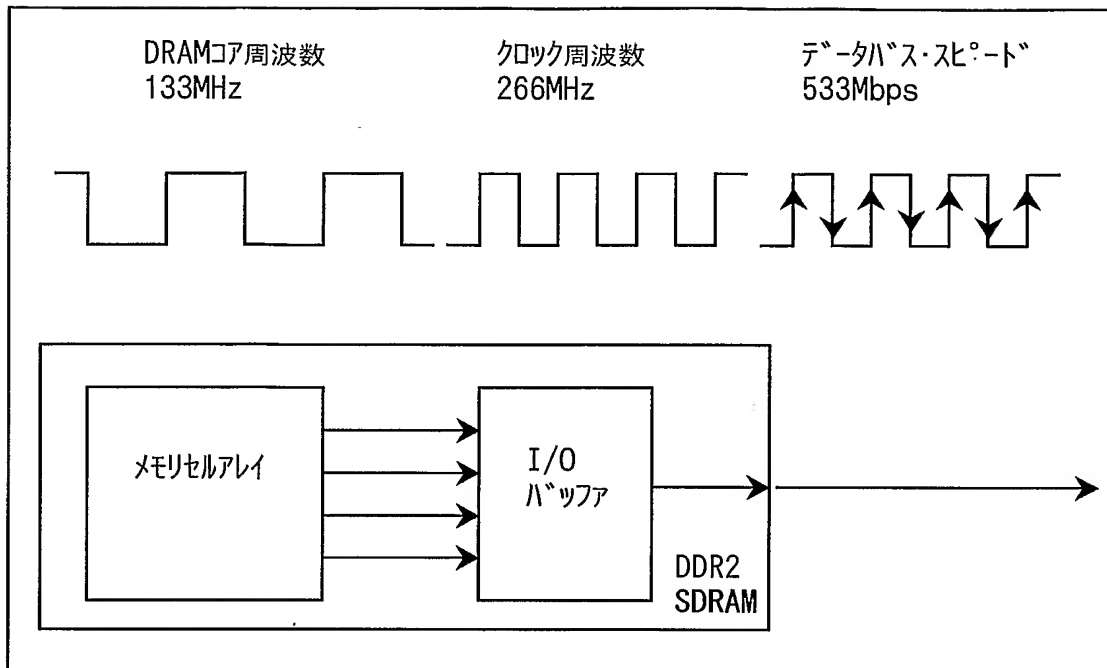 DRAMコア周波数
133MHz
クロック周波数
266MHz
データバス・スピード
533Mbps
メモリセルアレイ
I/O
バッファ
DDR2
SDRAM